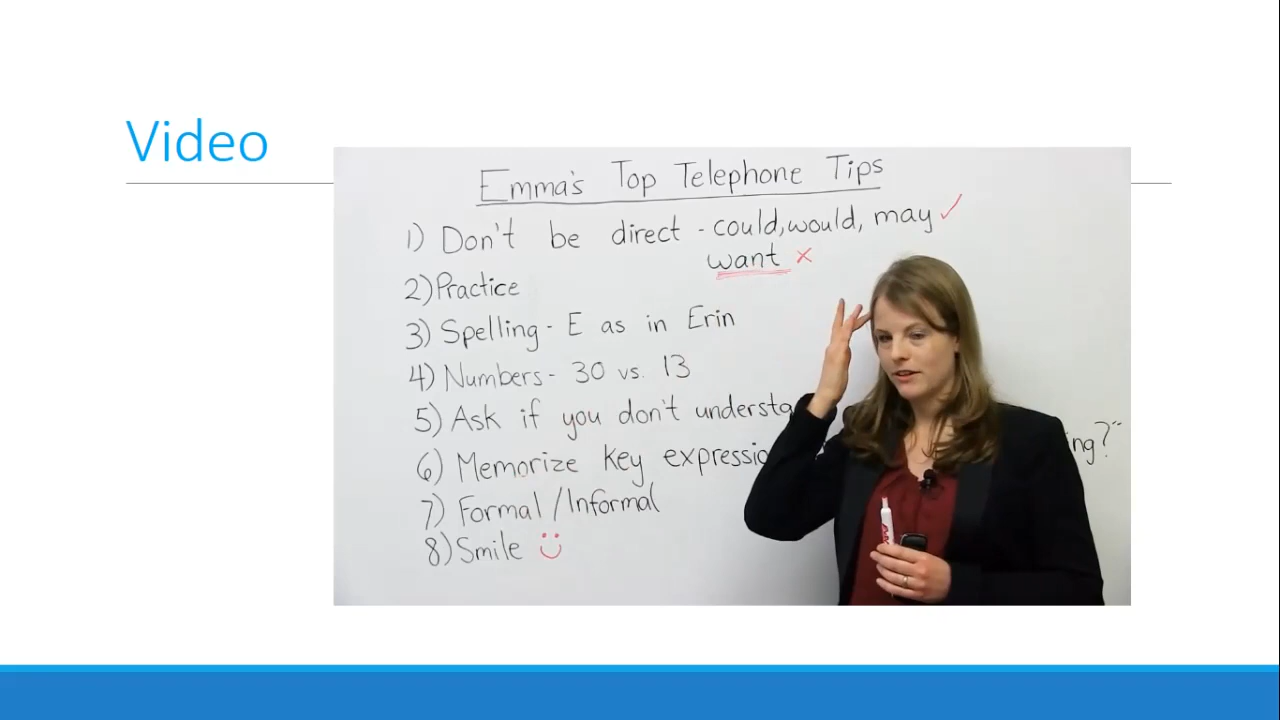 Video
Emma's Top Telephone Tips
1) Don't be direct - could, would, may ✓
want ✗
2) Practice
3) Spelling - E as in Erin
4) Numbers - 30 vs. 13
5) Ask if you don't
6) Memorize key
7) Formal / Informal
8) Smile ☺